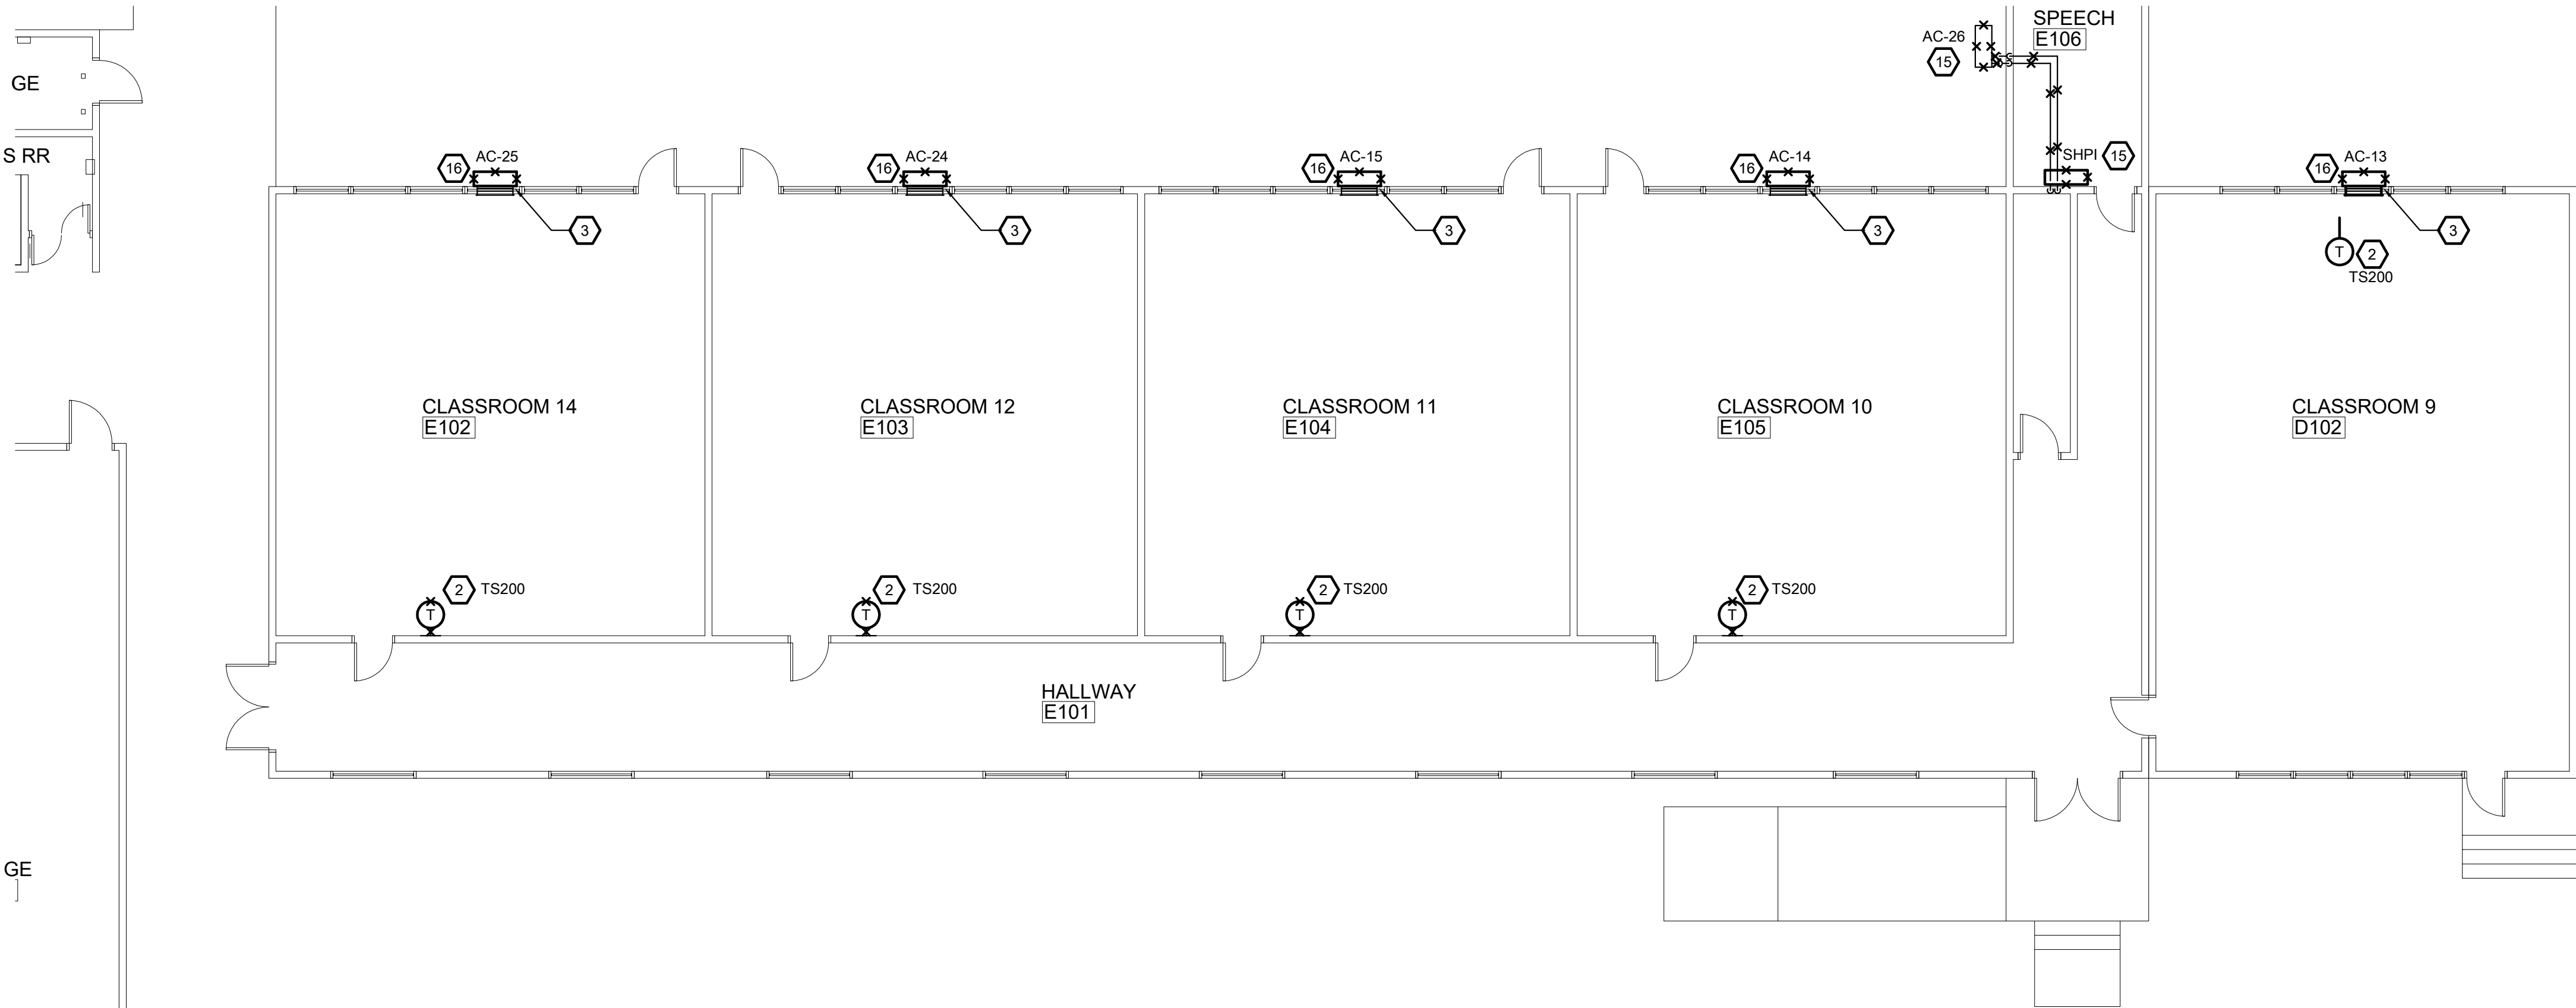 SPEECH
E106
AC-26
15
GE
S RR
16
AC-25
16
AC-24
16
AC-15
16
AC-14
SHPI
15
16
AC-13
3
3
3
3
3
T
2
TS200
CLASSROOM 14
E102
CLASSROOM 12
E103
CLASSROOM 11
E104
CLASSROOM 10
E105
CLASSROOM 9
D102
2
TS200
T
2
TS200
T
2
TS200
T
2
TS200
T
HALLWAY
E101
GE